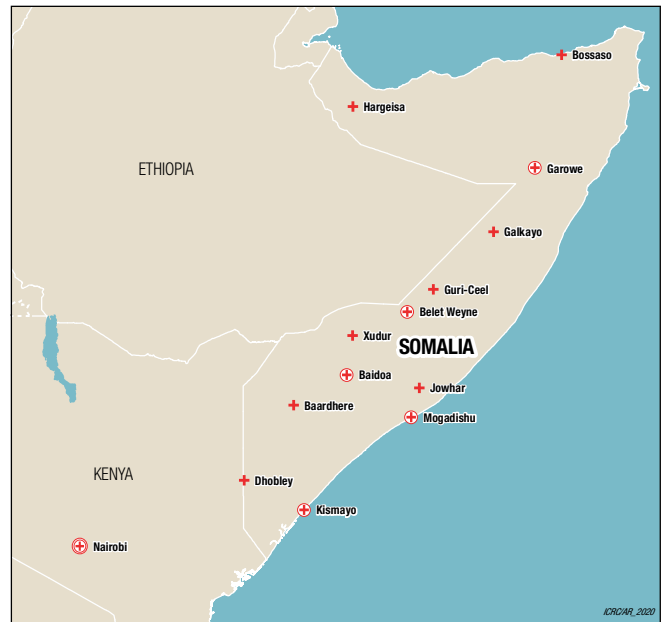 Bossaso
Hargeisa
ETHIOPIA
Garowe
Galkayo
Guri-Ceel
Belet Weyne
Xudur
SOMALIA
Baidoa
Jowhar
Baardhere
Mogadishu
KENYA
Dhobley
Kismayo
Nairobi
ICRC/AR_2020